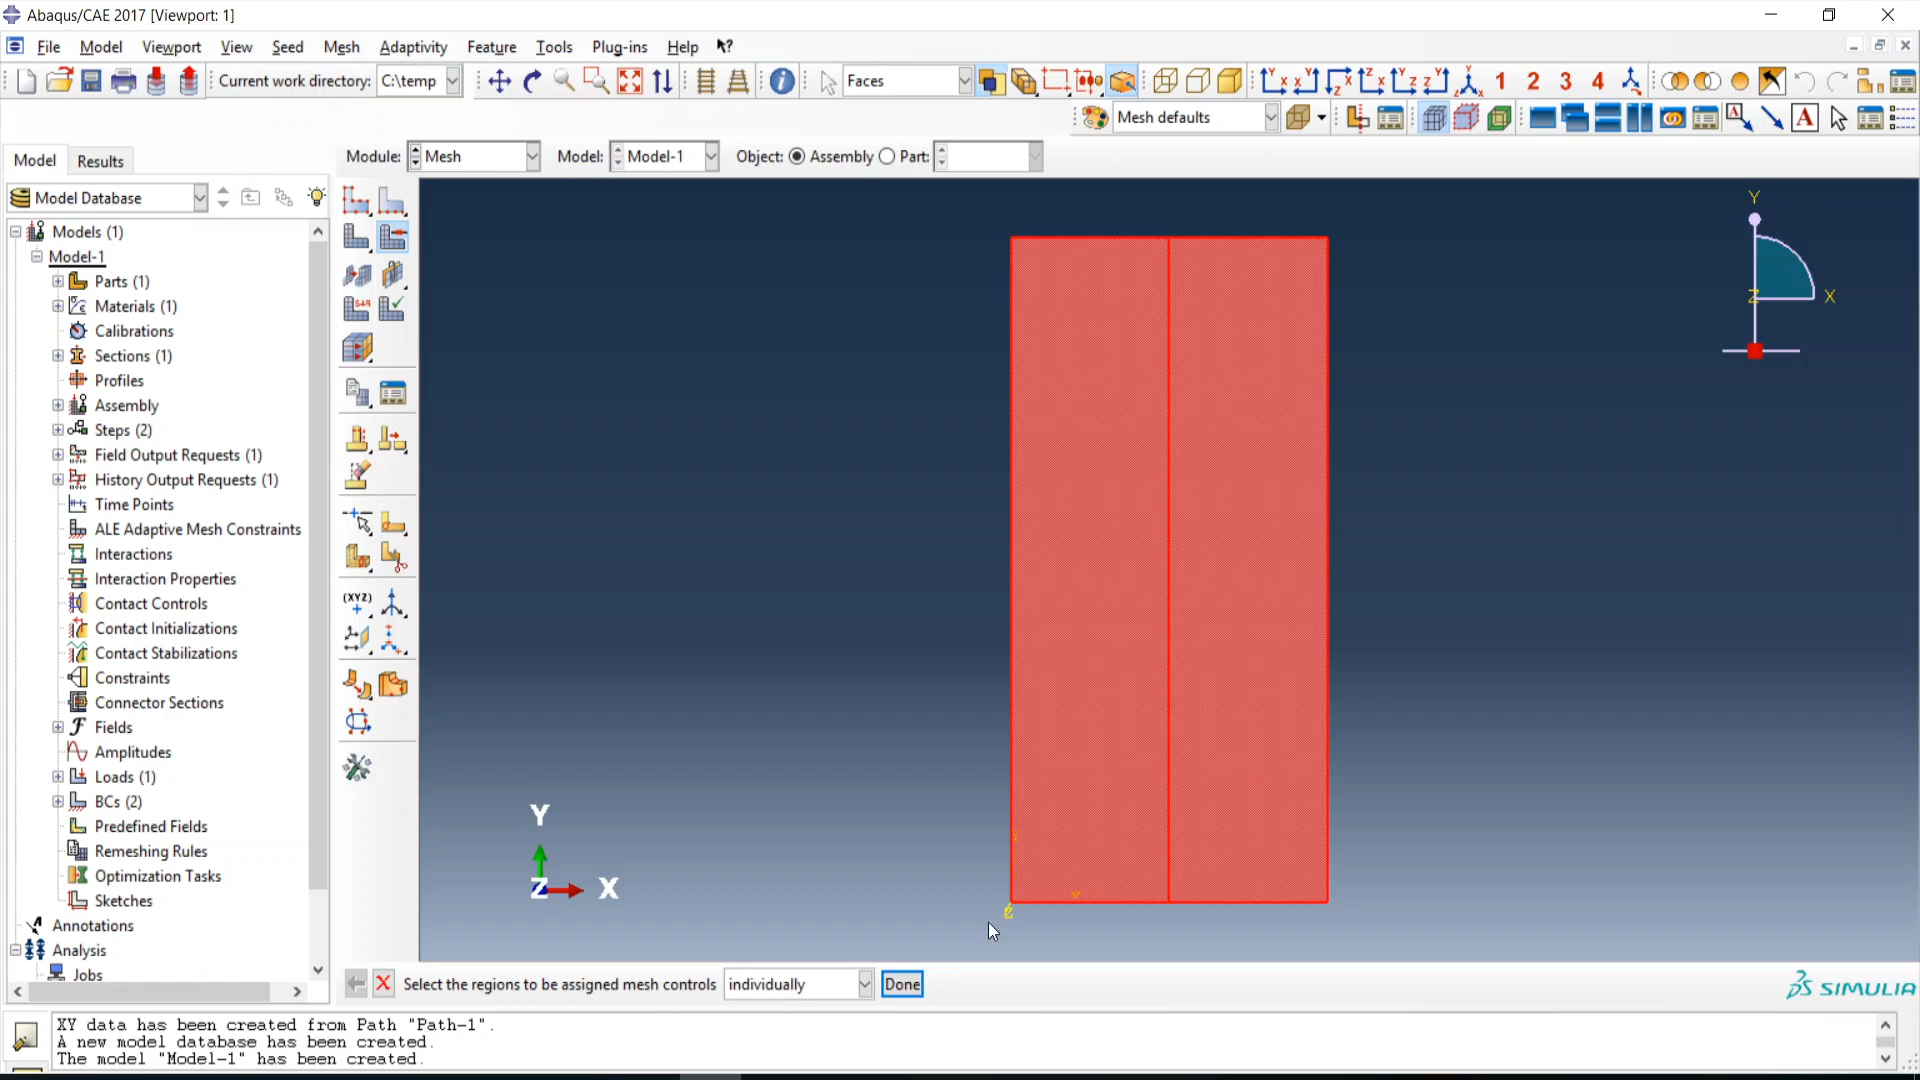 Abaqus/CAE 2017 [Viewport: 1]
File Model Viewport View Seed Mesh Adaptivity Feature Tools Plug-ins Help
Current work directory: C:\temp
Faces
1 2 3 4
Mesh defaults
A
Model Results
Module: Mesh Model: Model-1 Object: Assembly Part:
Model Database
Models (1)
Model-1
Parts (1)
Materials (1)
Calibrations
Sections (1)
Profiles
Assembly
Steps (2)
Field Output Requests (1)
History Output Requests (1)
Time Points
ALE Adaptive Mesh Constraints
Interactions
Interaction Properties
Contact Controls
Contact Initializations
Contact Stabilizations
Constraints
Connector Sections
Fields
Amplitudes
Loads (1)
BCs (2)
Predefined Fields
Remeshing Rules
Optimization Tasks
Sketches
Annotations
Analysis
Jobs
S4R
(XYZ)
Y
Z X
Y
Z X
Select the regions to be assigned mesh controls individually Done
SIMULIA
XY data has been created from Path "Path-1".
A new model database has been created.
The model "Model-1" has been created.